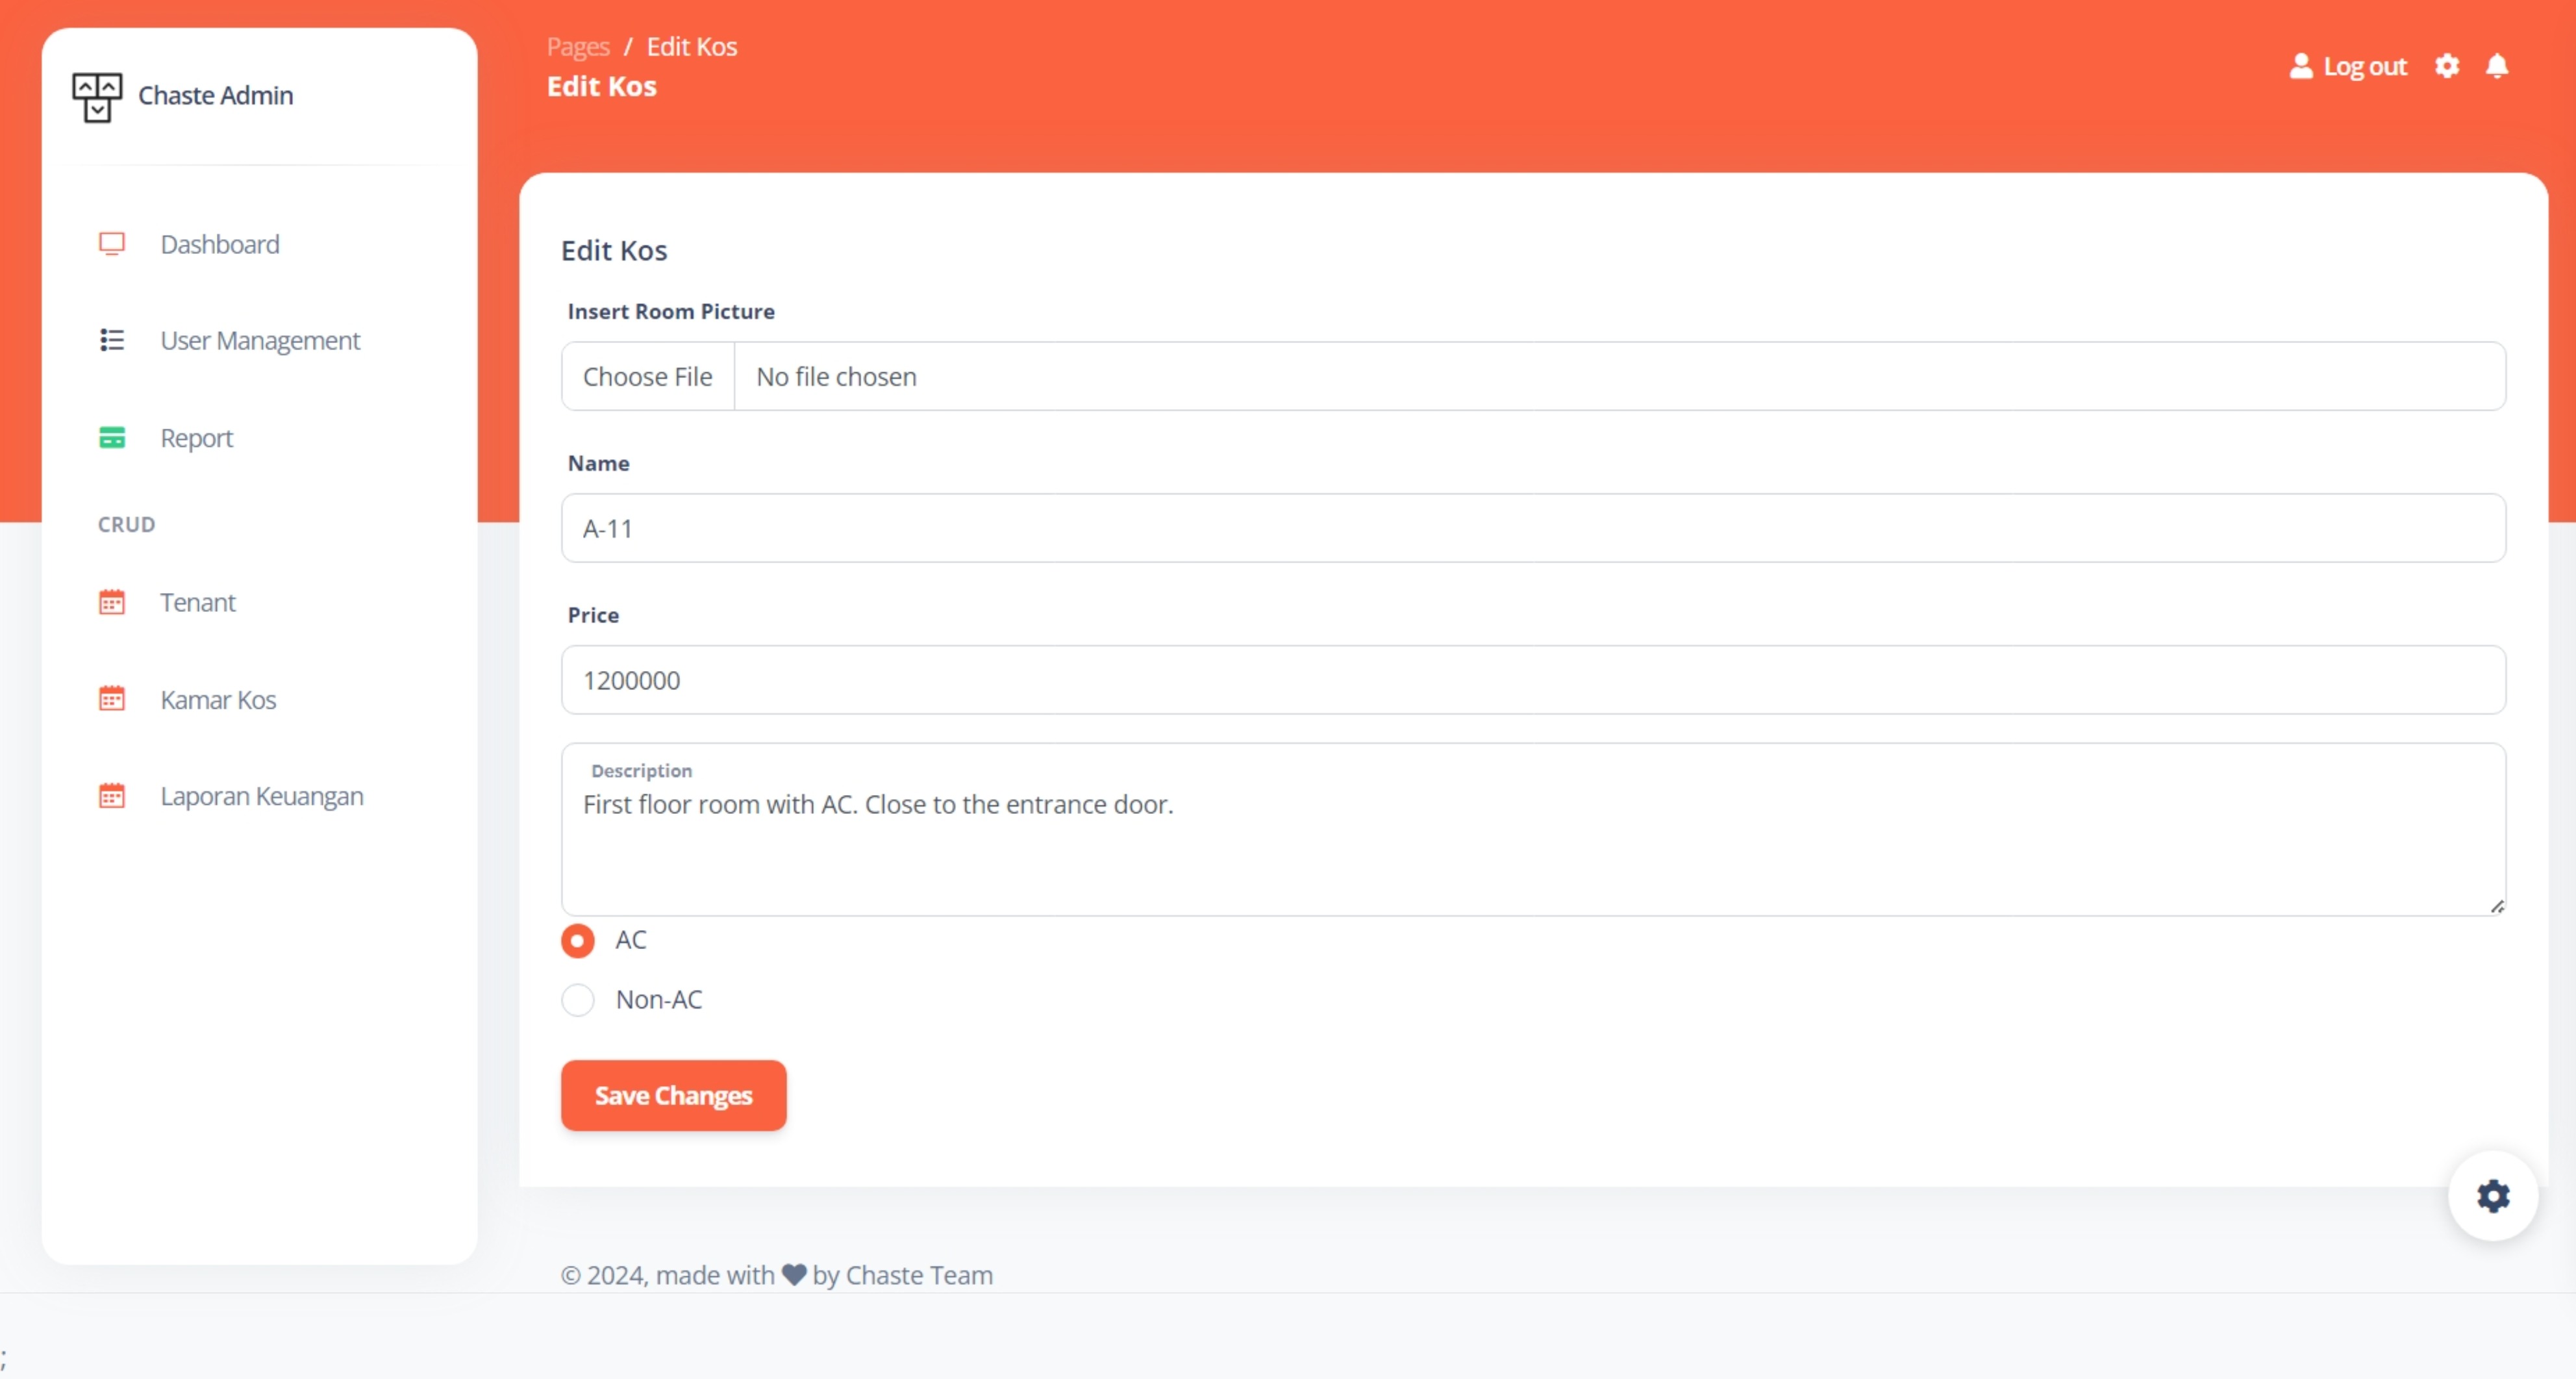 Chaste Admin
Dashboard
User Management
Report
CRUD
Tenant
Kamar Kos
Laporan Keuangan
Pages / Edit Kos
Edit Kos
Log out
Edit Kos
Insert Room Picture
Choose File No file chosen
Name
A-11
Price
1200000
Description
First floor room with AC. Close to the entrance door.
AC
Non-AC
Save Changes
© 2024, made with ♥ by Chaste Team
;